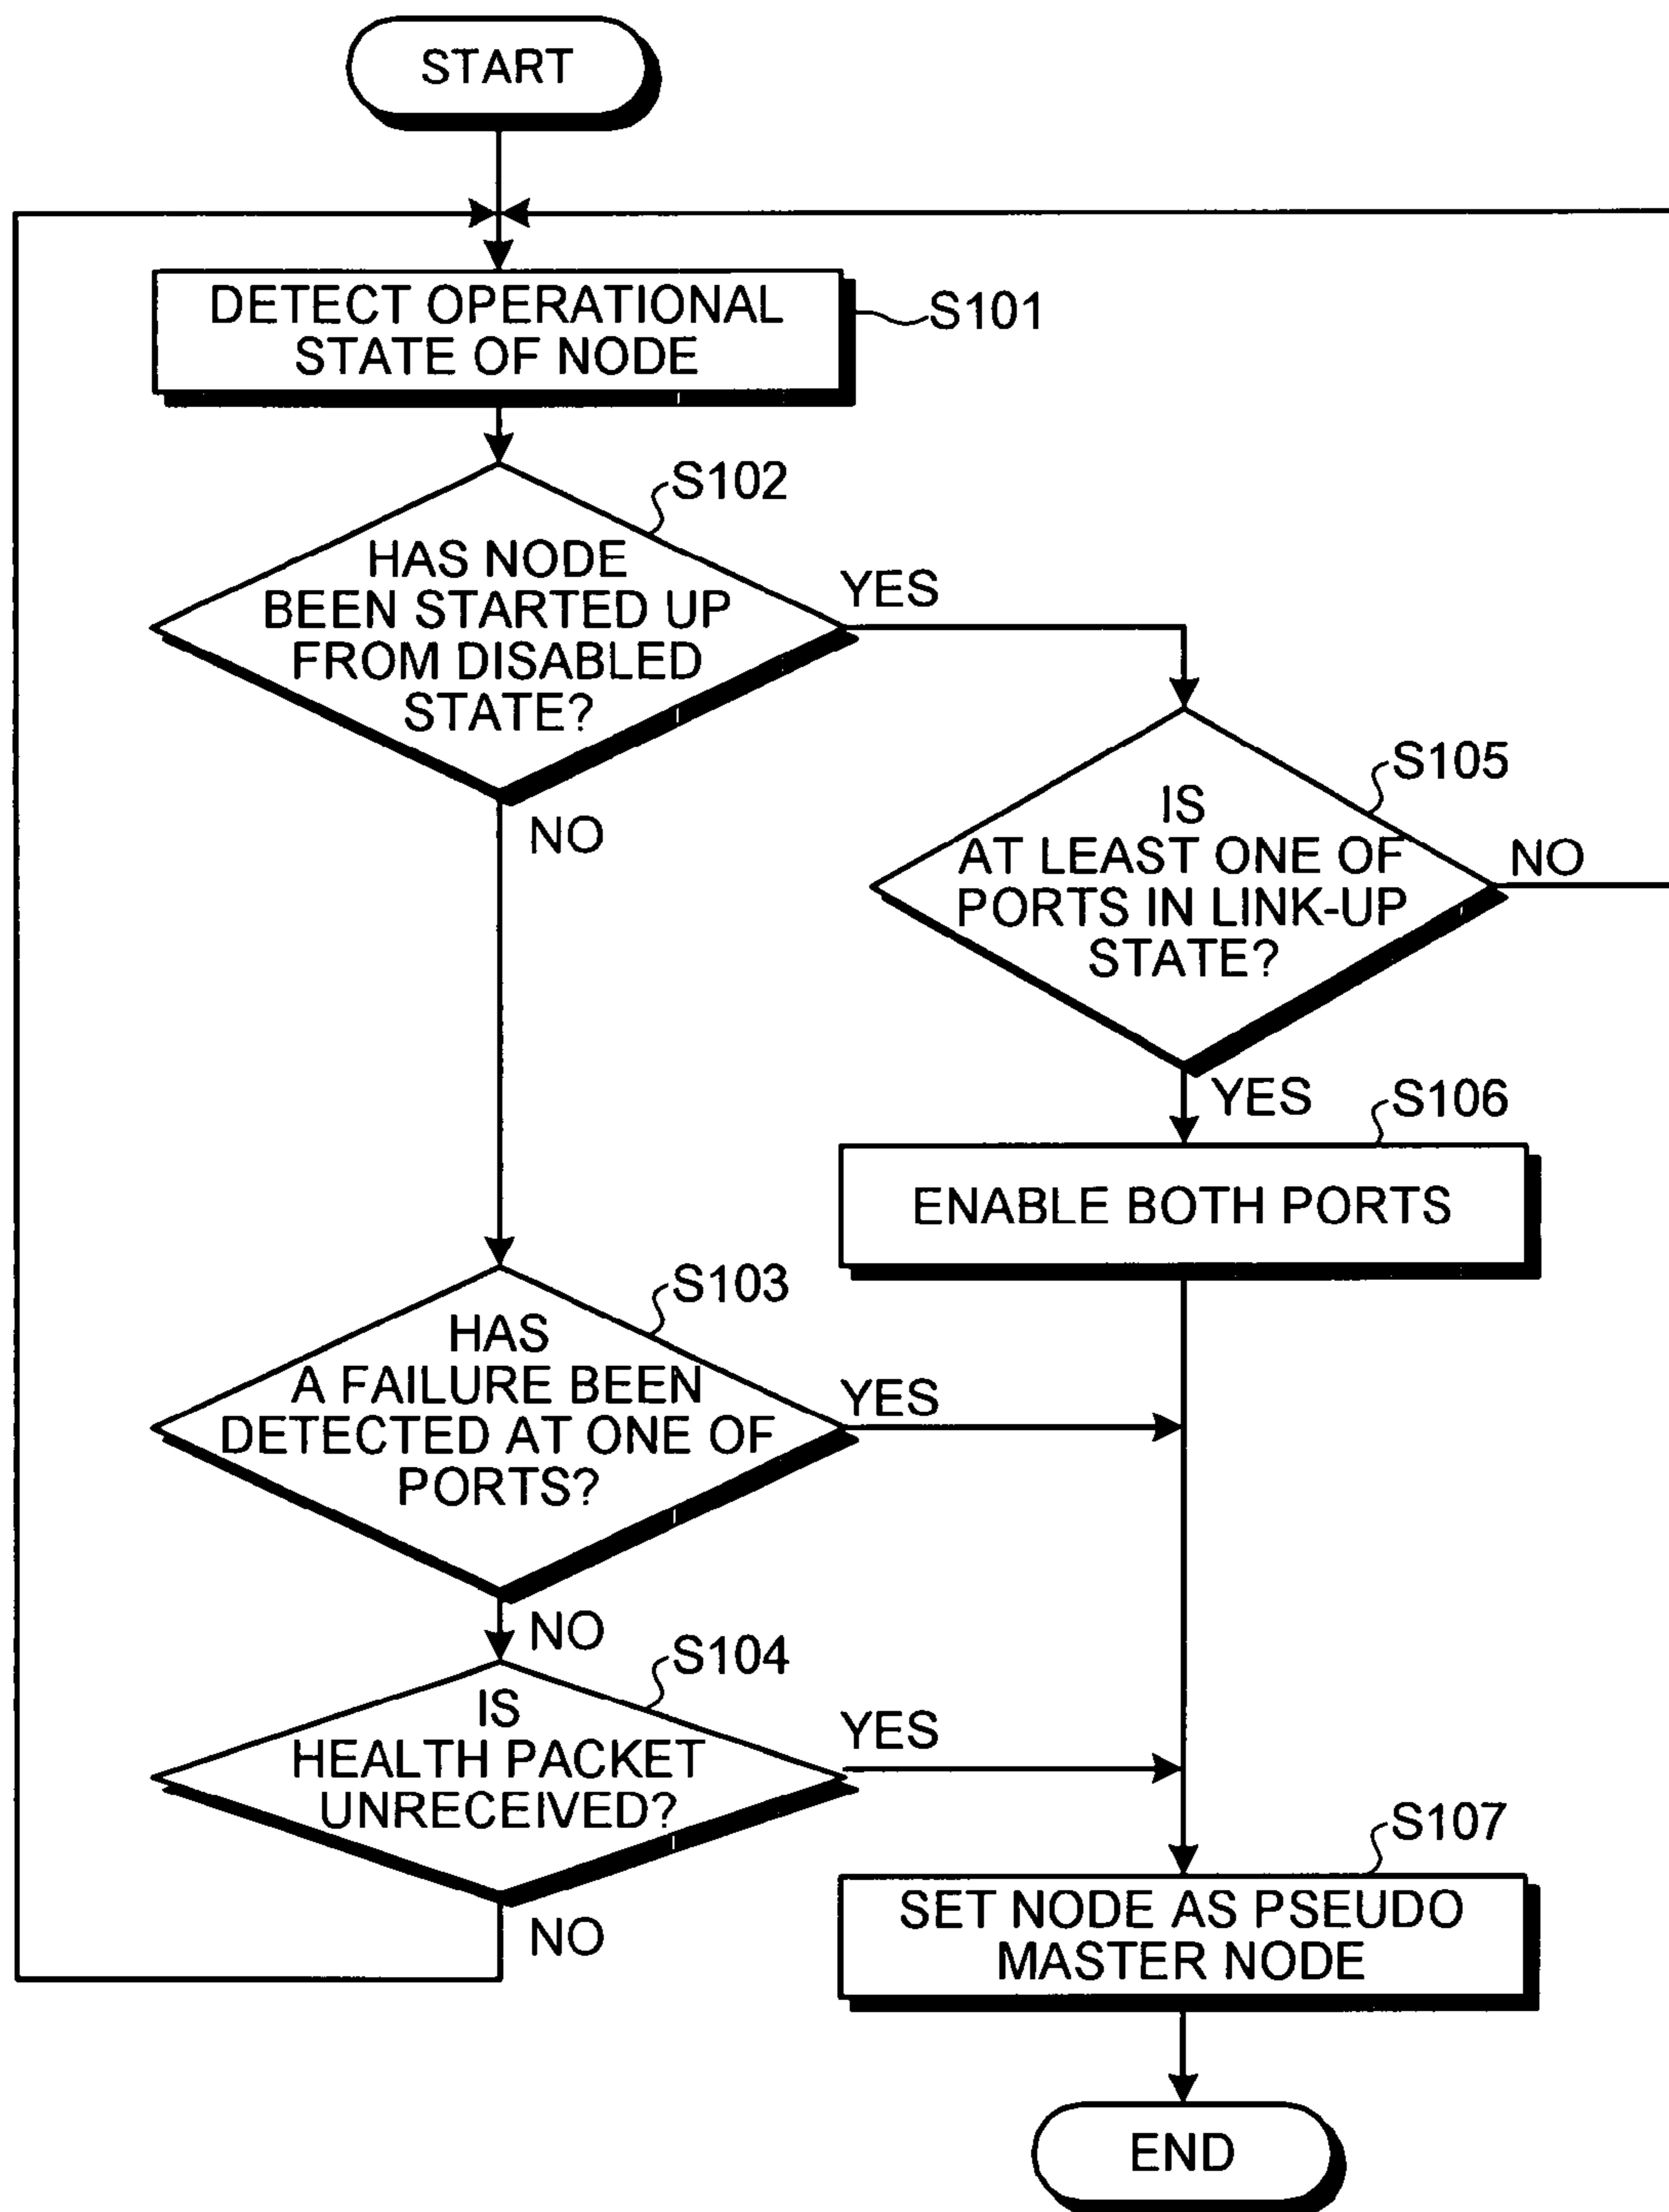 START
DETECT OPERATIONAL
STATE OF NODE
S101
S102
HAS NODE
BEEN STARTED UP
FROM DISABLED
STATE?
YES
NO
S105
IS
AT LEAST ONE OF
PORTS IN LINK-UP
STATE?
NO
YES
S106
ENABLE BOTH PORTS
S103
HAS
A FAILURE BEEN
DETECTED AT ONE OF
PORTS?
YES
NO
S104
IS
HEALTH PACKET
UNRECEIVED?
YES
NO
S107
SET NODE AS PSEUDO
MASTER NODE
END